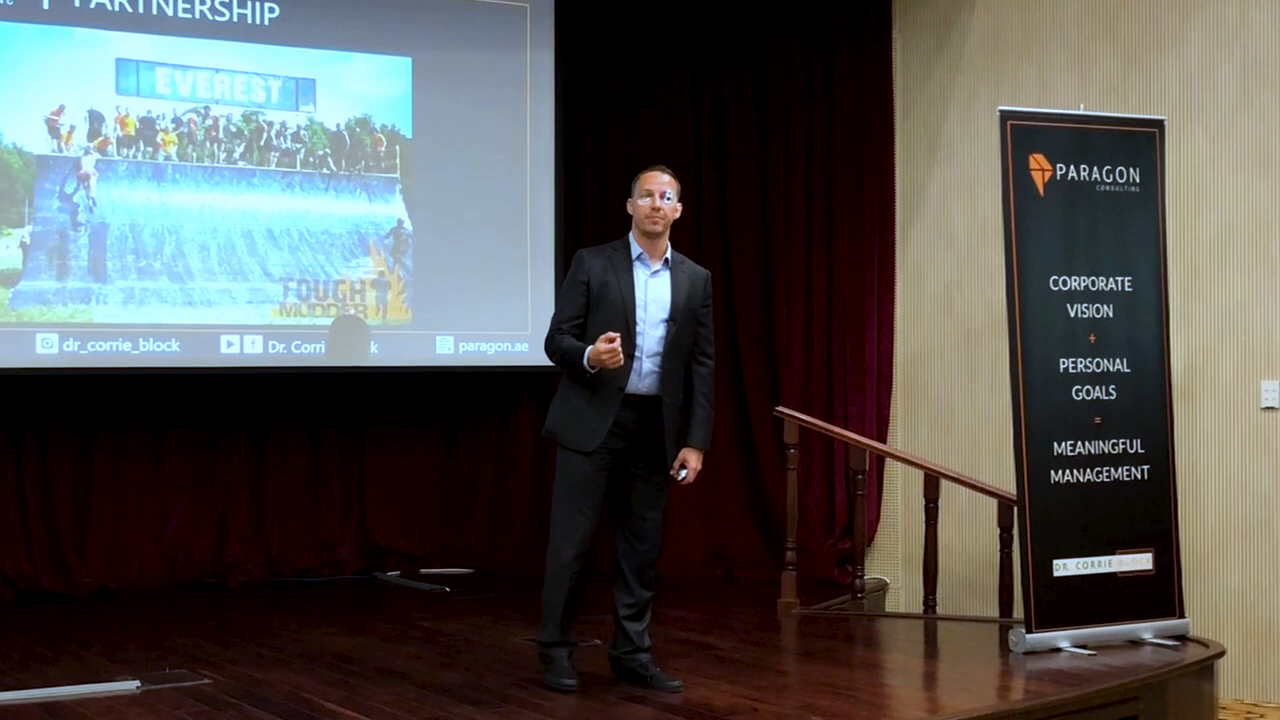 PARTNERSHIP
EVEREST
TOUGH
MUDDER
dr_corrie_block
Dr. Corri k
paragon.ae
PARAGON
CONSULTING
CORPORATE
VISION
+
PERSONAL
GOALS
=
MEANINGFUL
MANAGEMENT
DR. CORRIE BLOCK